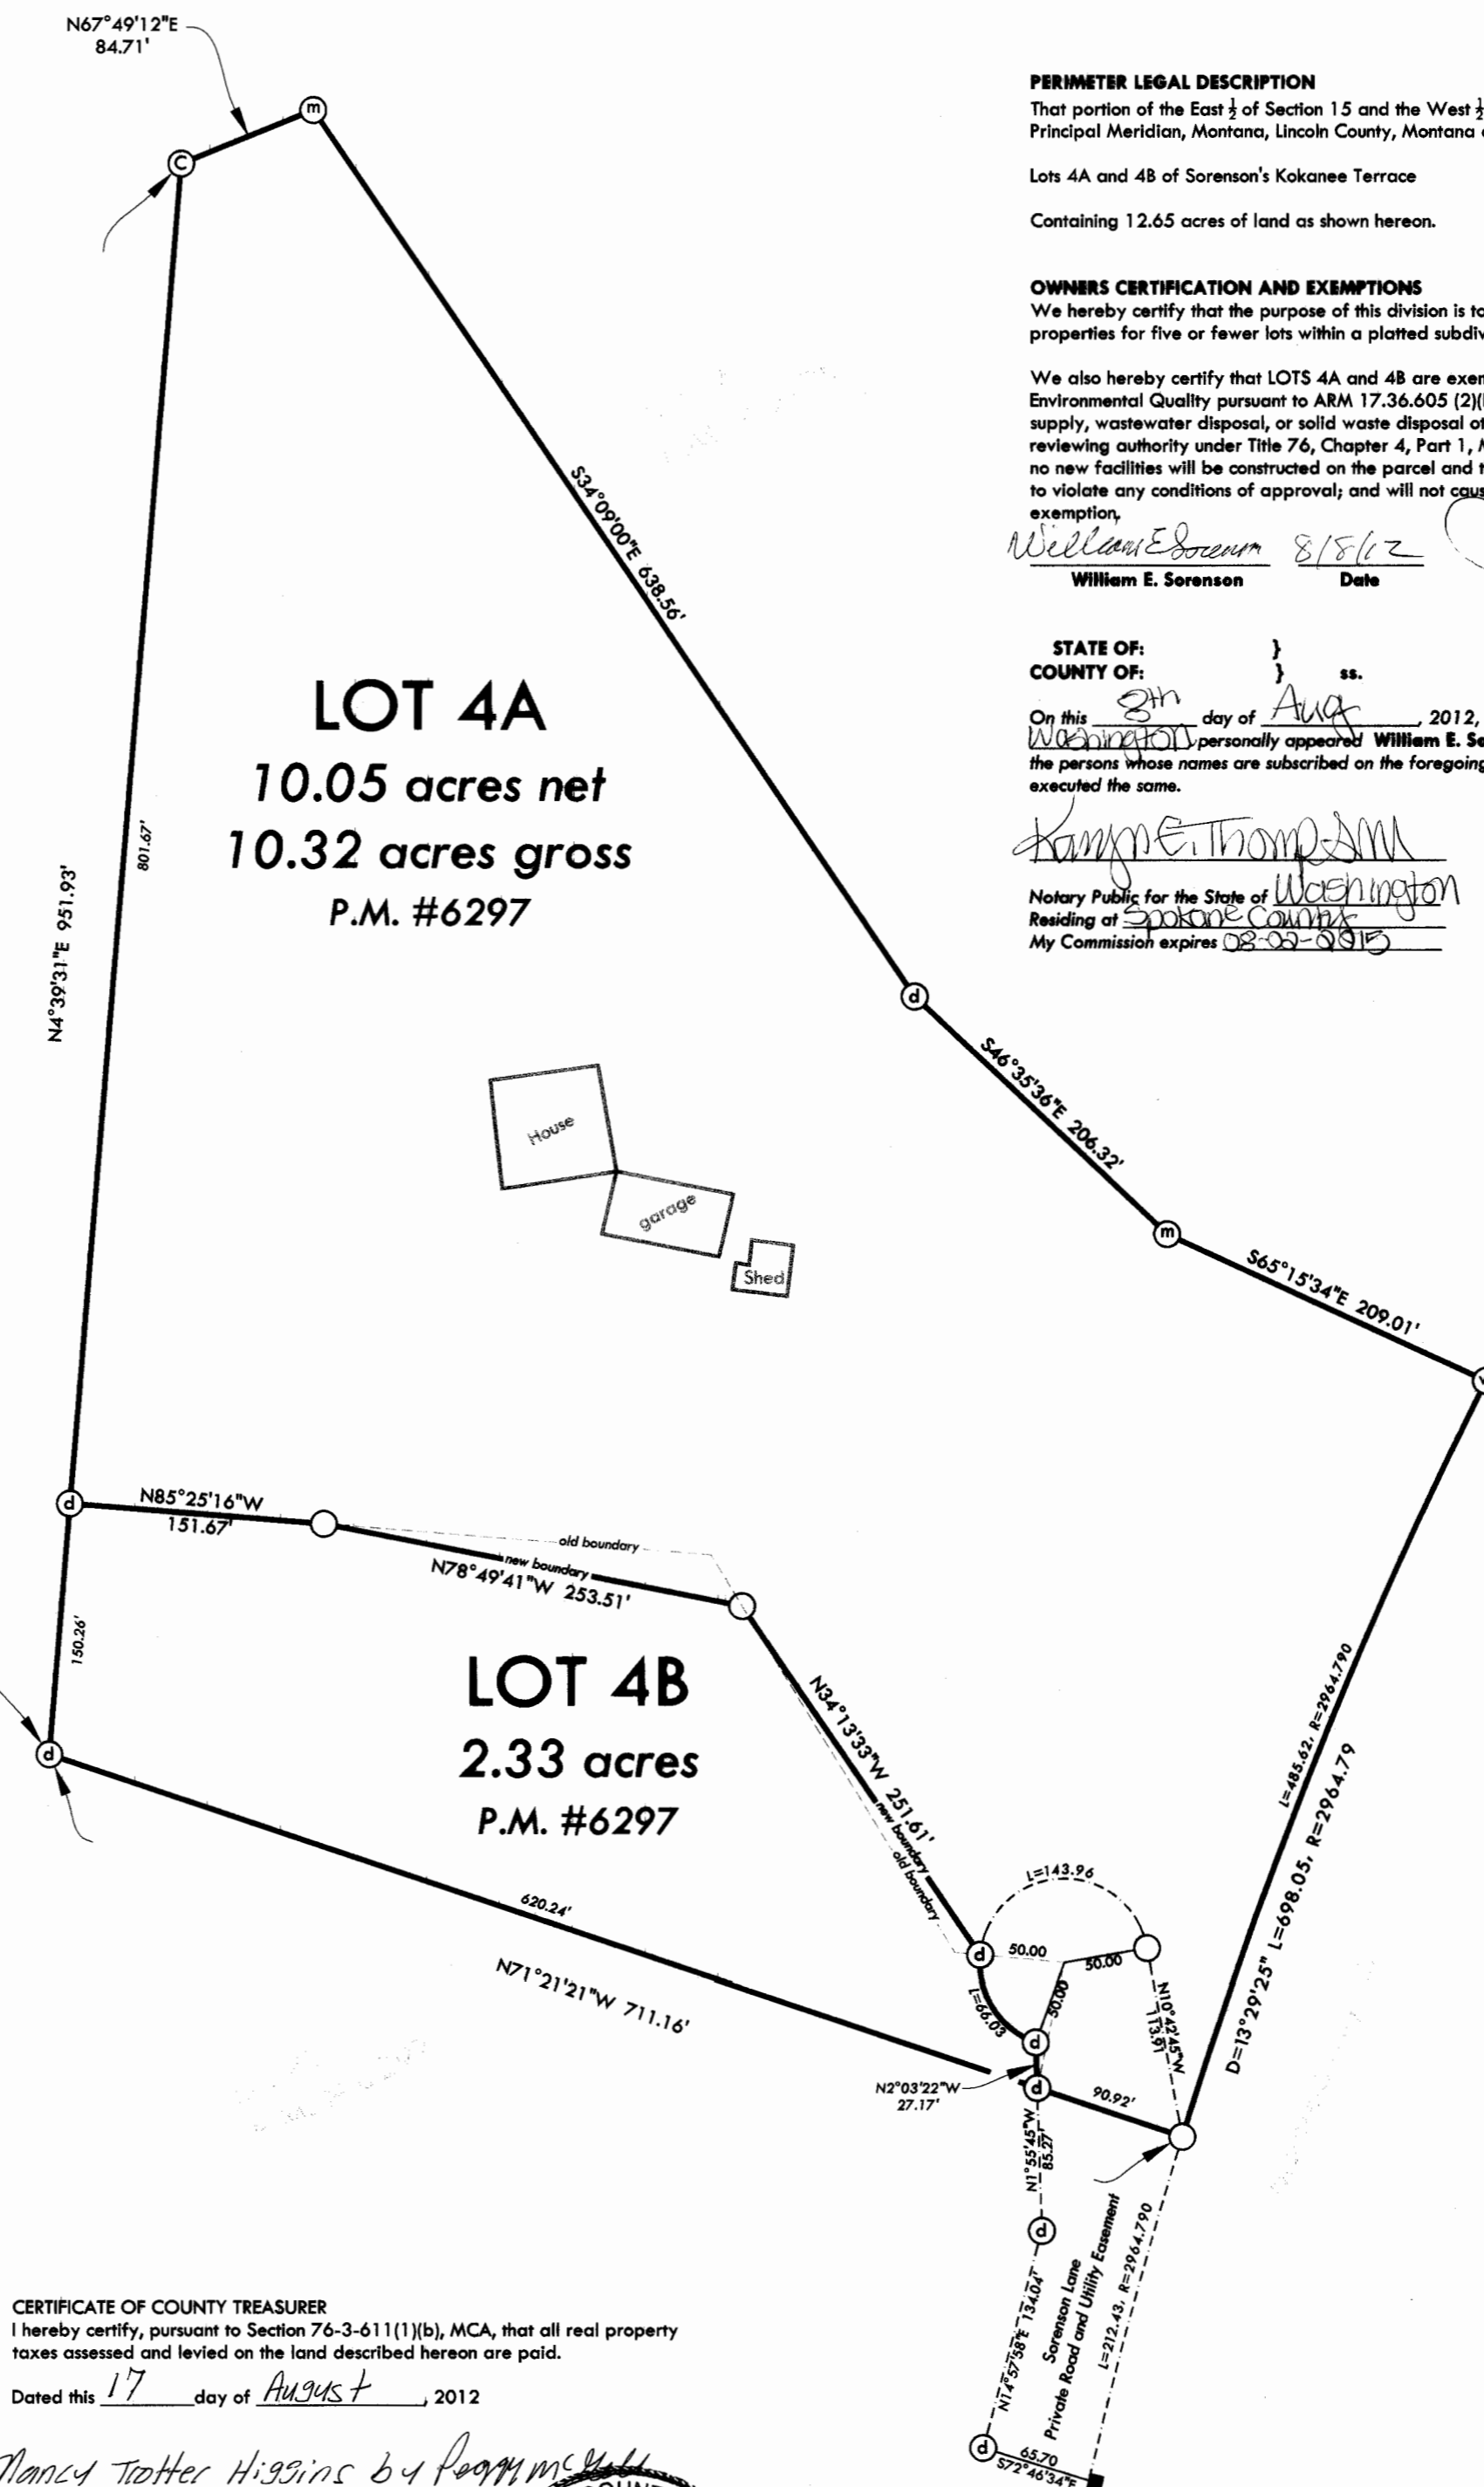 N67°49'12"E
84.71'
m
C
PERIMETER LEGAL DESCRIPTION
That portion of the East ½ of Section 15 and the West ½
Principal Meridian, Montana, Lincoln County, Montana
Lots 4A and 4B of Sorenson's Kokanee Terrace
Containing 12.65 acres of land as shown hereon.
OWNERS CERTIFICATION AND EXEMPTIONS
We hereby certify that the purpose of this division is to
properties for five or fewer lots within a platted subdiv
We also hereby certify that LOTS 4A and 4B are exem
Environmental Quality pursuant to ARM 17.36.605 (2)(
supply, wastewater disposal, or solid waste disposal
reviewing authority under Title 76, Chapter 4, Part 1,
no new facilities will be constructed on the parcel and
to violate any conditions of approval; and will not caus
exemption,
William E Sorenson 8/8/12
William E. Sorenson Date
STATE OF: }
COUNTY OF: } ss.
On this 8th day of Aug, 2012,
Washington personally appeared William E. So
the persons whose names are subscribed on the foregoing
executed the same.
Notary Public for the State of Washington
Residing at Spokane County
My Commission expires 08-02-2015
S34°09'00"E 638.56'
LOT 4A
10.05 acres net
10.32 acres gross
P.M. #6297
N4°39'31"E 951.93'
801.67'
d
S46°35'36"E 206.32'
House
garage
Shed
m
S65°15'34"E 209.01'
d
N85°25'16"W
151.67'
old boundary
new boundary
N78°49'41"W 253.51'
150.26'
LOT 4B
2.33 acres
P.M. #6297
d
N34°13'33"W 251.61'
new boundary
old boundary
L=485.62, R=2964.790
D=13°29'25" L=698.05, R=2964.79
620.24'
N71°21'21"W 711.16'
L=143.96
d
50.00
50.00
50.00
L=66.03
N10°42'45"W
113.91
d
N2°03'22"W
27.17'
d
90.92'
N1°55'45"W
85.27
d
N14°57'58"E 134.04'
Sorenson Lane
Private Road and Utility Easement
L=212.43, R=2964.790
d
65.70
S72°46'34"E
CERTIFICATE OF COUNTY TREASURER
I hereby certify, pursuant to Section 76-3-611(1)(b), MCA, that all real property
taxes assessed and levied on the land described hereon are paid.
Dated this 17 day of August, 2012
Nancy Trotter Higgins by Peggy